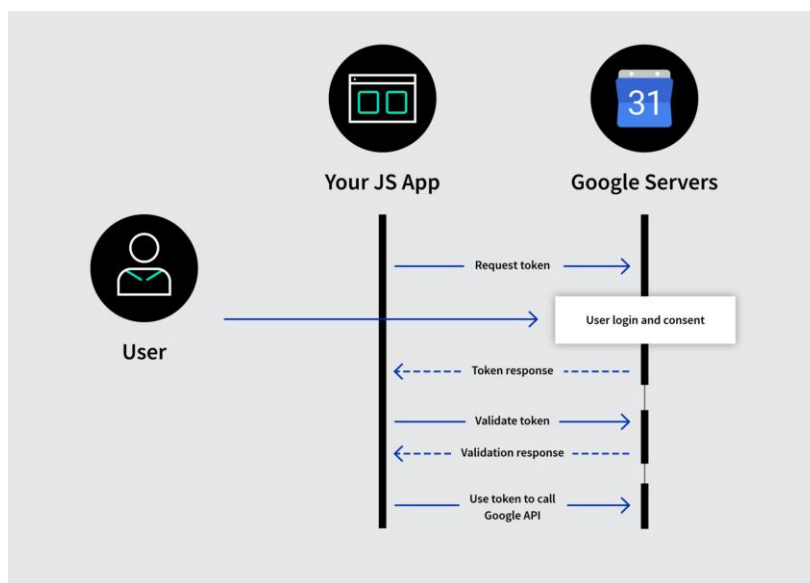 31
Your JS App
Google Servers
Request token
User login and consent
User
Token response
Validate token
Validation response
Use token to call
Google API